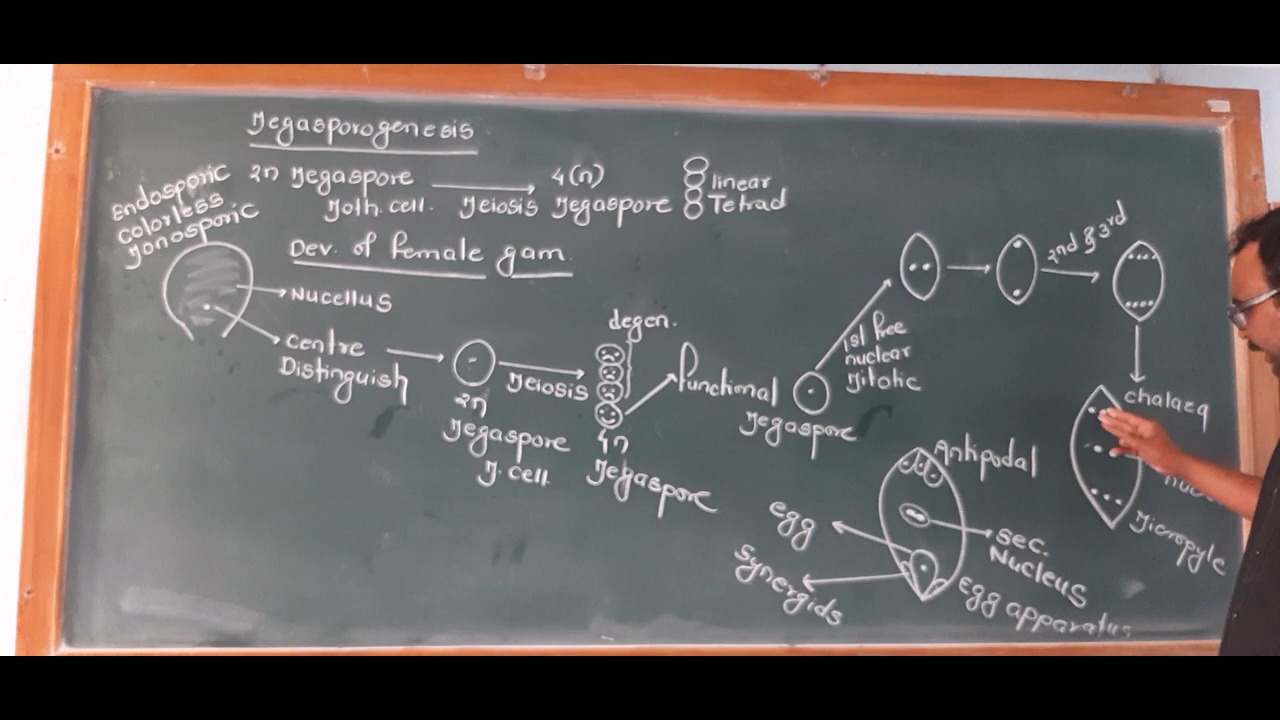 Megasporogenesis
2n Megaspore
Moth. cell.
Meiosis
4(n)
Megaspore
linear
Tetrad
Endosporic
colorless
Monosporic
Dev. of Female gam.
Nucellus
centre
Distinguish
2n
Megaspore
M. cell.
Meiosis
degen.
4n
Megaspore
Functional
Megaspore
1st free
nuclear
Mitotic
2nd & 3rd
chalaza
Micropyle
Antipodal
sec.
Nucleus
egg
Synergids
egg apparatus